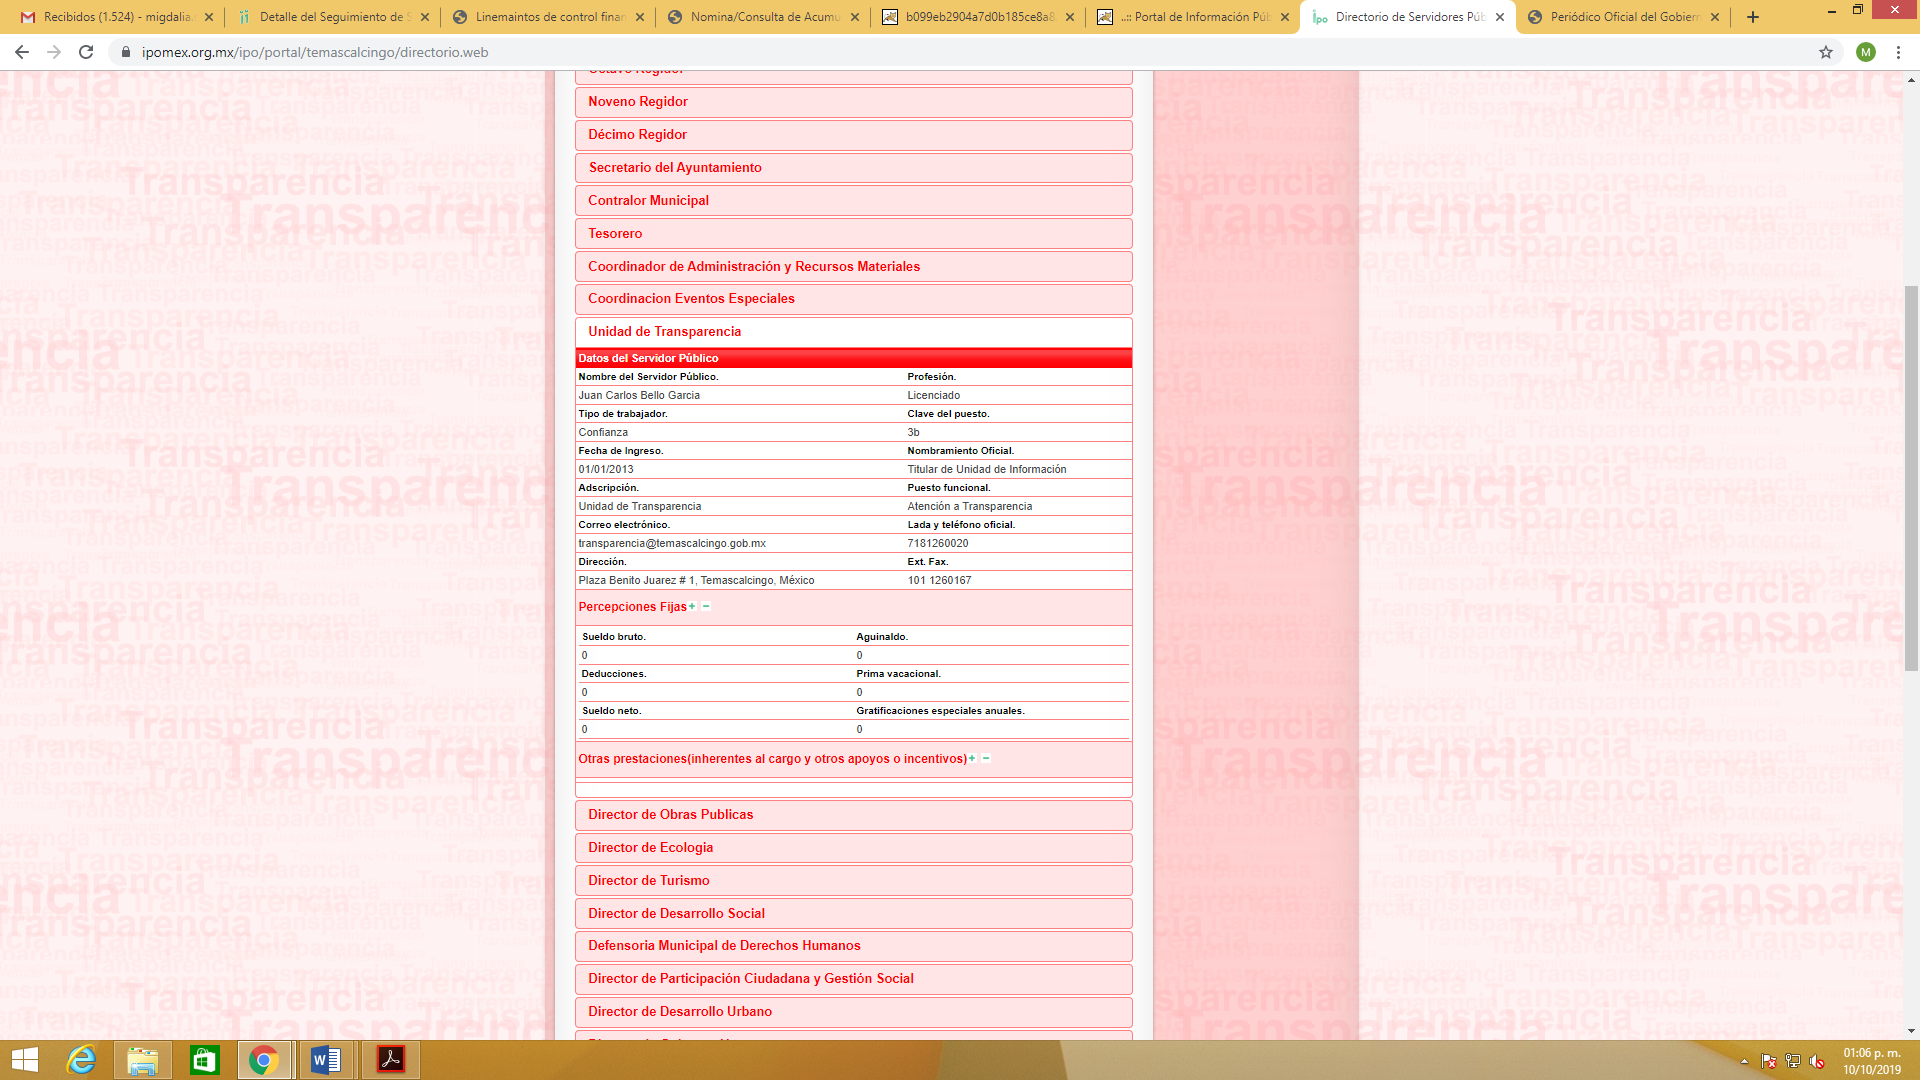 Recibidos (1.524) - migdalia.
Detalle del Seguimiento de S
Linemaintos de control finan
Nomina/Consulta de Acumu
b099eb2904a7d0b185ce8a8
..:: Portal de Información Púb
Directorio de Servidores Púb
Periódico Oficial del Gobiern
ipomex.org.mx/ipo/portal/temascalcingo/directorio.web
M
Octavo Regidor
Noveno Regidor
Décimo Regidor
Secretario del Ayuntamiento
Contralor Municipal
Tesorero
Coordinador de Administración y Recursos Materiales
Coordinacion Eventos Especiales
Unidad de Transparencia
Datos del Servidor Público
Nombre del Servidor Público. Profesión.
Juan Carlos Bello Garcia Licenciado
Tipo de trabajador. Clave del puesto.
Confianza 3b
Fecha de Ingreso. Nombramiento Oficial.
01/01/2013 Titular de Unidad de Información
Adscripción. Puesto funcional.
Unidad de Transparencia Atención a Transparencia
Correo electrónico. Lada y teléfono oficial.
transparencia@temascalcingo.gob.mx 7181260020
Dirección. Ext. Fax.
Plaza Benito Juarez # 1, Temascalcingo, México 101 1260167
Percepciones Fijas+ −
Sueldo bruto. Aguinaldo.
0 0
Deducciones. Prima vacacional.
0 0
Sueldo neto. Gratificaciones especiales anuales.
0 0
Otras prestaciones(inherentes al cargo y otros apoyos o incentivos)+ −
Director de Obras Publicas
Director de Ecologia
Director de Turismo
Director de Desarrollo Social
Defensoria Municipal de Derechos Humanos
Director de Participación Ciudadana y Gestión Social
Director de Desarrollo Urbano
01:06 p. m.
10/10/2019